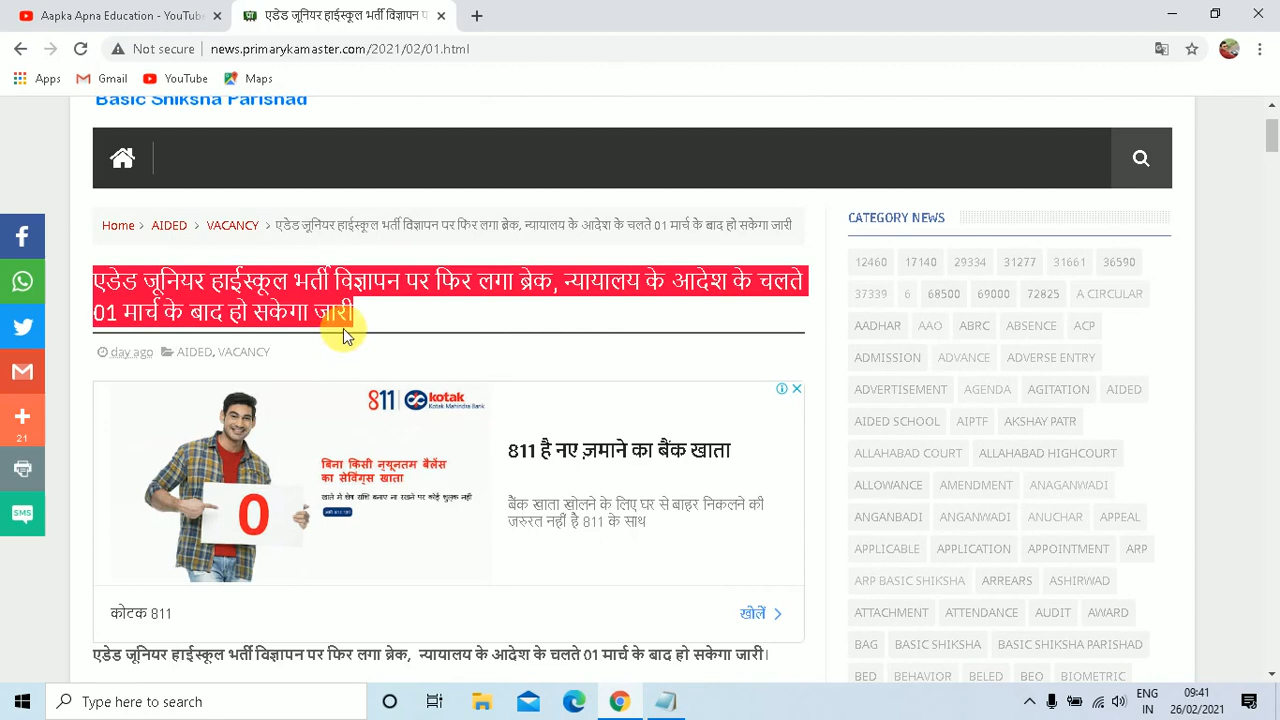 Aapka Apna Education - YouTube
एडेड जूनियर हाईस्कूल भर्ती विज्ञापन प
Not secure
news.primarykamaster.com/2021/02/01.html
Apps
Gmail
YouTube
Maps
Basic Shiksha Parishad
Home > AIDED > VACANCY > एडेड जूनियर हाईस्कूल भर्ती विज्ञापन पर फिर लगा ब्रेक, न्यायालय के आदेश के चलते 01 मार्च के बाद हो सकेगा जारी
एडेड जूनियर हाईस्कूल भर्ती विज्ञापन पर फिर लगा ब्रेक, न्यायालय के आदेश के चलते
01 मार्च के बाद हो सकेगा जारी
day ago AIDED, VACANCY
811 kotak
Kotak Mahindra Bank
बिना किसी न्यूनतम बैलेंस
का सेविंग्स खाता
0
811 है नए ज़माने का बैंक खाता
बैंक खाता खोलने के लिए घर से बाहर निकलने की
जरुरत नहीं है 811 के साथ
कोटक 811
खोलें
एडेड जूनियर हाईस्कूल भर्ती विज्ञापन पर फिर लगा ब्रेक, न्यायालय के आदेश के चलते 01 मार्च के बाद हो सकेगा जारी।
21
SMS
CATEGORY NEWS
12460 17140 29334 31277 31661 36590
37339 6 68500 69000 72825 A CIRCULAR
AADHAR AAO ABRC ABSENCE ACP
ADMISSION ADVANCE ADVERSE ENTRY
ADVERTISEMENT AGENDA AGITATION AIDED
AIDED SCHOOL AIPTF AKSHAY PATR
ALLAHABAD COURT ALLAHABAD HIGHCOURT
ALLOWANCE AMENDMENT ANAGANWADI
ANGANBADI ANGANWADI ANUCHAR APPEAL
APPLICABLE APPLICATION APPOINTMENT ARP
ARP BASIC SHIKSHA ARREARS ASHIRWAD
ATTACHMENT ATTENDANCE AUDIT AWARD
BAG BASIC SHIKSHA BASIC SHIKSHA PARISHAD
BED BEHAVIOR BELED BEO BIOMETRIC
Type here to search
ENG
IN
09:41
26/02/2021